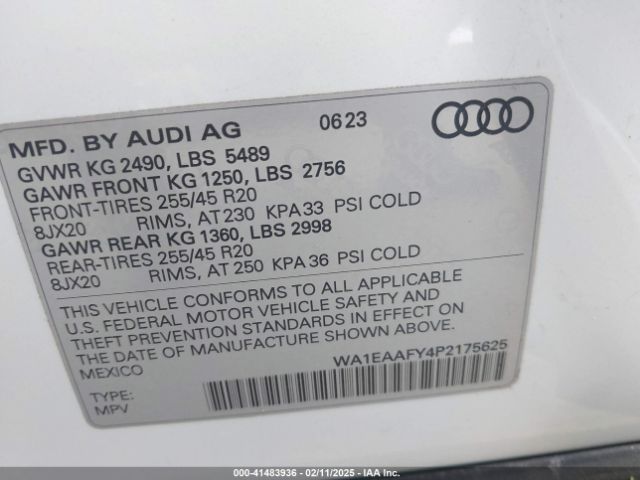 MFD. BY AUDI AG 06 23
GVWR KG 2490, LBS 5489
GAWR FRONT KG 1250, LBS 2756
FRONT-TIRES 255/45 R20
8JX20 RIMS, AT 230 KPA 33 PSI COLD
GAWR REAR KG 1360, LBS 2998
REAR-TIRES 255/45 R20
8JX20 RIMS, AT 250 KPA 36 PSI COLD
THIS VEHICLE CONFORMS TO ALL APPLICABLE
U.S. FEDERAL MOTOR VEHICLE SAFETY AND
THEFT PREVENTION STANDARDS IN EFFECT ON
THE DATE OF MANUFACTURE SHOWN ABOVE.
MEXICO
WA1EAAFY4P2175625
TYPE:
MPV
000-41483936 - 02/11/2025 - IAA Inc.